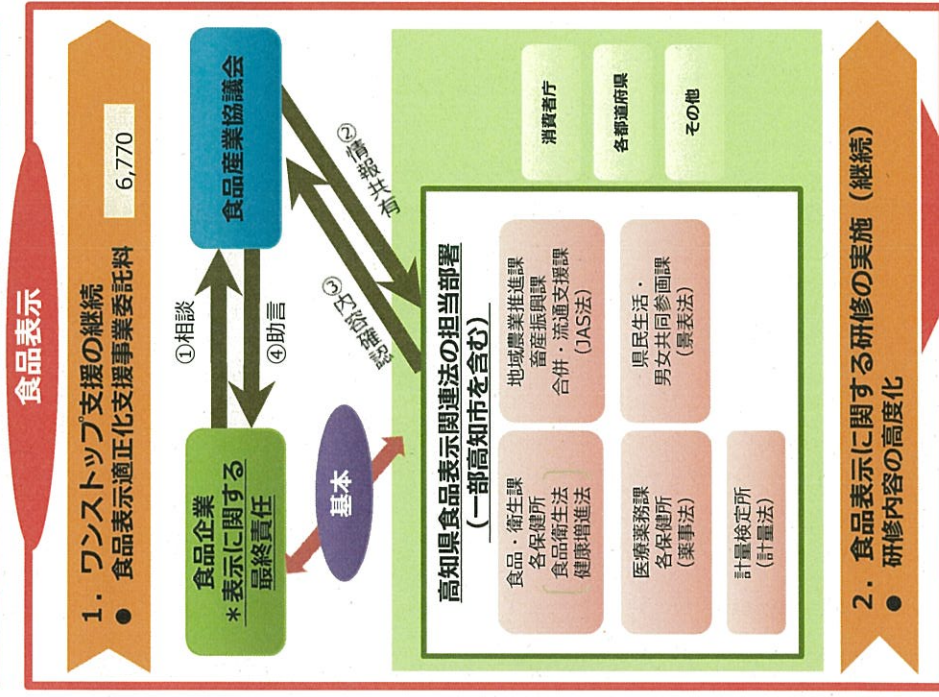 食品表示
1．ワンストップ支援の継続
● 食品表示適正化支援事業委託料
6,770
食品企業
＊表示に関する
最終責任
①相談
④助言
食品産業協議会
基本
③内容確認
②情報共有
高知県食品表示関連法の担当部署
（一部高知市を含む）
食品・衛生課
各保健所
食品衛生法
健康増進法
地域農業推進課
畜産振興課
合併・流通支援課
（JAS法）
医療薬務課
各保健所
（薬事法）
県民生活・
男女共同参画課
（景表法）
計量検定所
（計量法）
消費者庁
各都道府県
その他
2．食品表示に関する研修の実施（継続）
● 研修内容の高度化